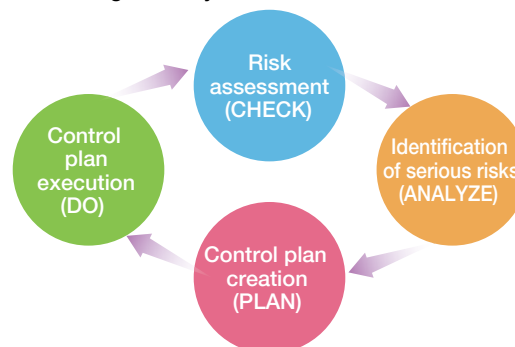 Risk
assessment
(CHECK)
Identification
of serious risks
(ANALYZE)
Control plan
creation
(PLAN)
Control
plan
execution
(DO)